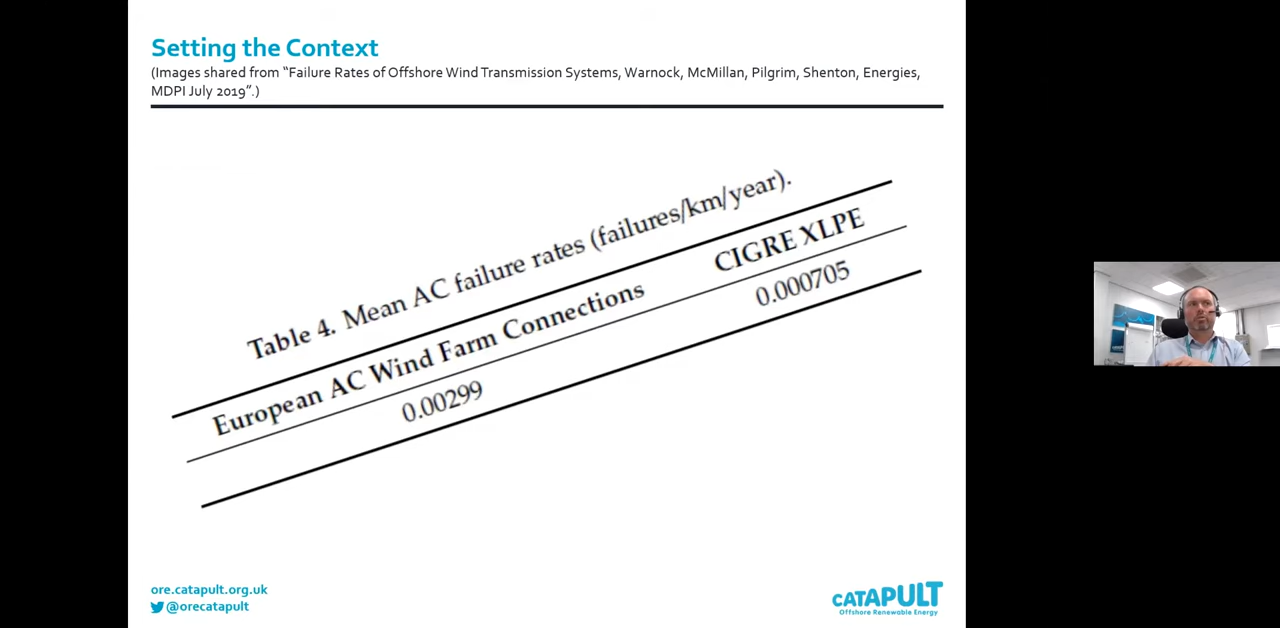 Setting the Context
(Images shared from “Failure Rates of Offshore Wind Transmission Systems, Warnock, McMillan, Pilgrim, Shenton, Energies,
MDPI July 2019”.)
Table 4. Mean AC failure rates (failures/km/year).
European AC Wind Farm Connections CIGRE XLPE
0.00299 0.000705
ore.catapult.org.uk
@orecatapult
CATAPULT
Offshore Renewable Energy